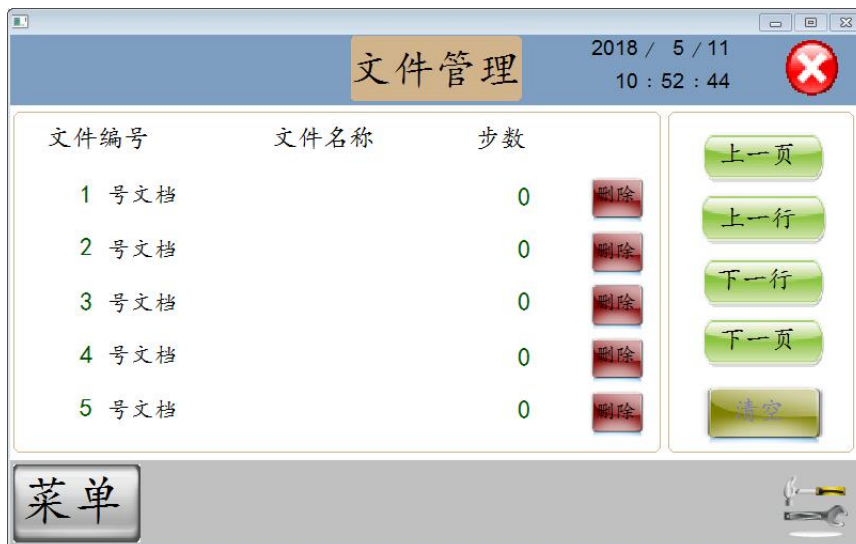 文件管理
2018 / 5 / 11
10 : 52 : 44
文件编号 文件名称 步数
1 号文档 0 删除
2 号文档 0 删除
3 号文档 0 删除
4 号文档 0 删除
5 号文档 0 删除
上一页
上一行
下一行
下一页
清空
菜单